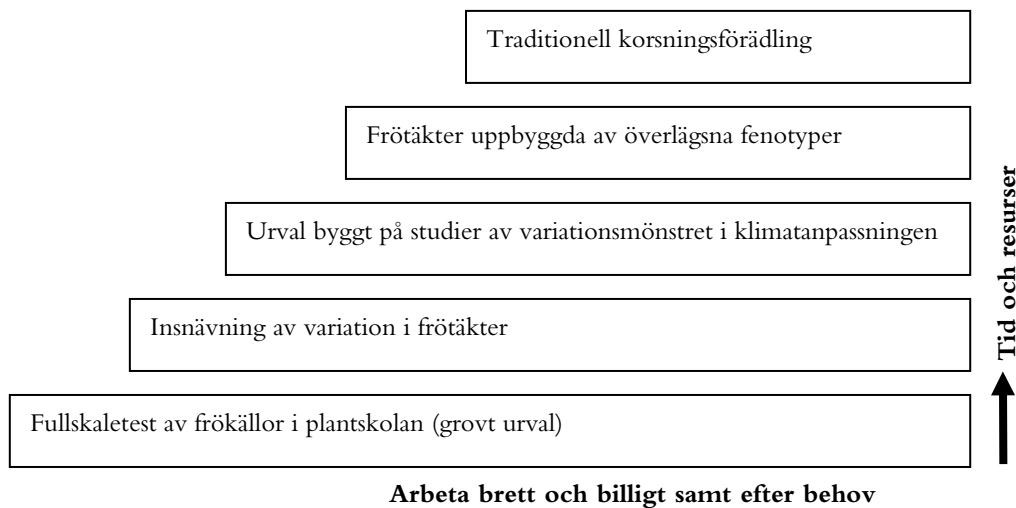 Traditionell korsningsförädling
Frötäkter uppbyggda av överlägsna fenotyper
Urval byggt på studier av variationsmönstret i klimatanpassningen
Insnävning av variation i frötäkter
Fullskaletest av frökällor i plantskolan (grovt urval)
Tid och resurser
Arbeta brett och billigt samt efter behov